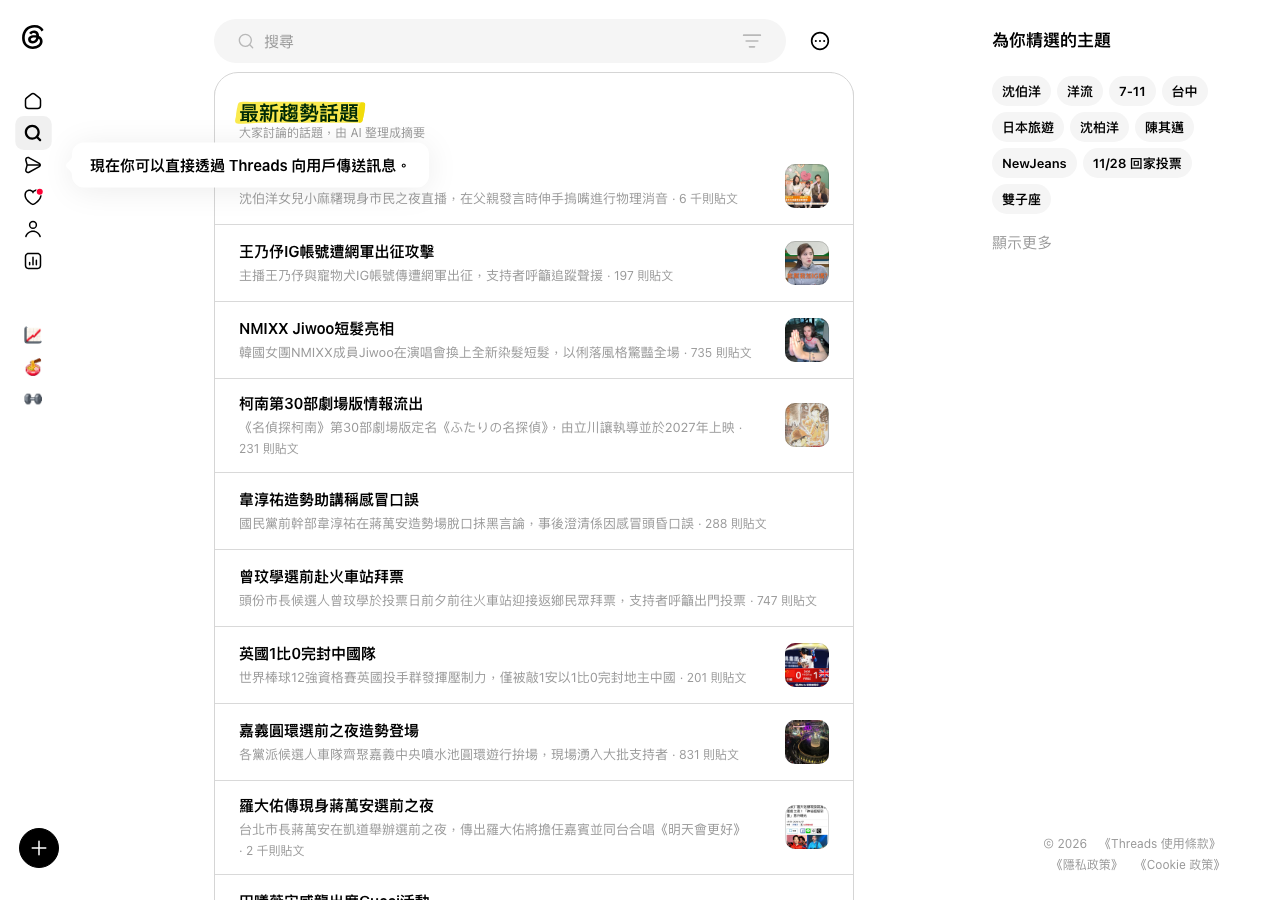 搜尋
最新趨勢話題
大家討論的話題,由 AI 整理成摘要
現在你可以直接透過 Threads 向用戶傳送訊息。
沈伯洋女兒小麻糬現身市民之夜直播,在父親發言時伸手摀嘴進行物理消音 · 6 千則貼文
王乃伃IG帳號遭網軍出征攻擊
主播王乃伃與寵物犬IG帳號傳遭網軍出征,支持者呼籲追蹤聲援 · 197 則貼文
NMIXX Jiwoo短髮亮相
韓國女團NMIXX成員Jiwoo在演唱會換上全新染髮短髮,以俐落風格驚豔全場 · 735 則貼文
柯南第30部劇場版情報流出
《名偵探柯南》第30部劇場版定名《ふたりの名探偵》,由立川讓執導並於2027年上映 ·
231 則貼文
韋淳祐造勢助講稱感冒口誤
國民黨前幹部韋淳祐在蔣萬安造勢場脫口抹黑言論,事後澄清係因感冒頭昏口誤 · 288 則貼文
曾玟學選前赴火車站拜票
頭份市長候選人曾玟學於投票日前夕前往火車站迎接返鄉民眾拜票,支持者呼籲出門投票 · 747 則貼文
英國1比0完封中國隊
世界棒球12強資格賽英國投手群發揮壓制力,僅被敲1安以1比0完封地主中國 · 201 則貼文
嘉義圓環選前之夜造勢登場
各黨派候選人車隊齊聚嘉義中央噴水池圓環遊行拚場,現場湧入大批支持者 · 831 則貼文
羅大佑傳現身蔣萬安選前之夜
台北市長蔣萬安在凱道舉辦選前之夜,傳出羅大佑將擔任嘉賓並同台合唱《明天會更好》
· 2 千則貼文
為你精選的主題
沈伯洋 洋流 7-11 台中
日本旅遊 沈柏洋 陳其邁
NewJeans 11/28 回家投票
雙子座
顯示更多
© 2026 《Threads 使用條款》
《隱私政策》 《Cookie 政策》